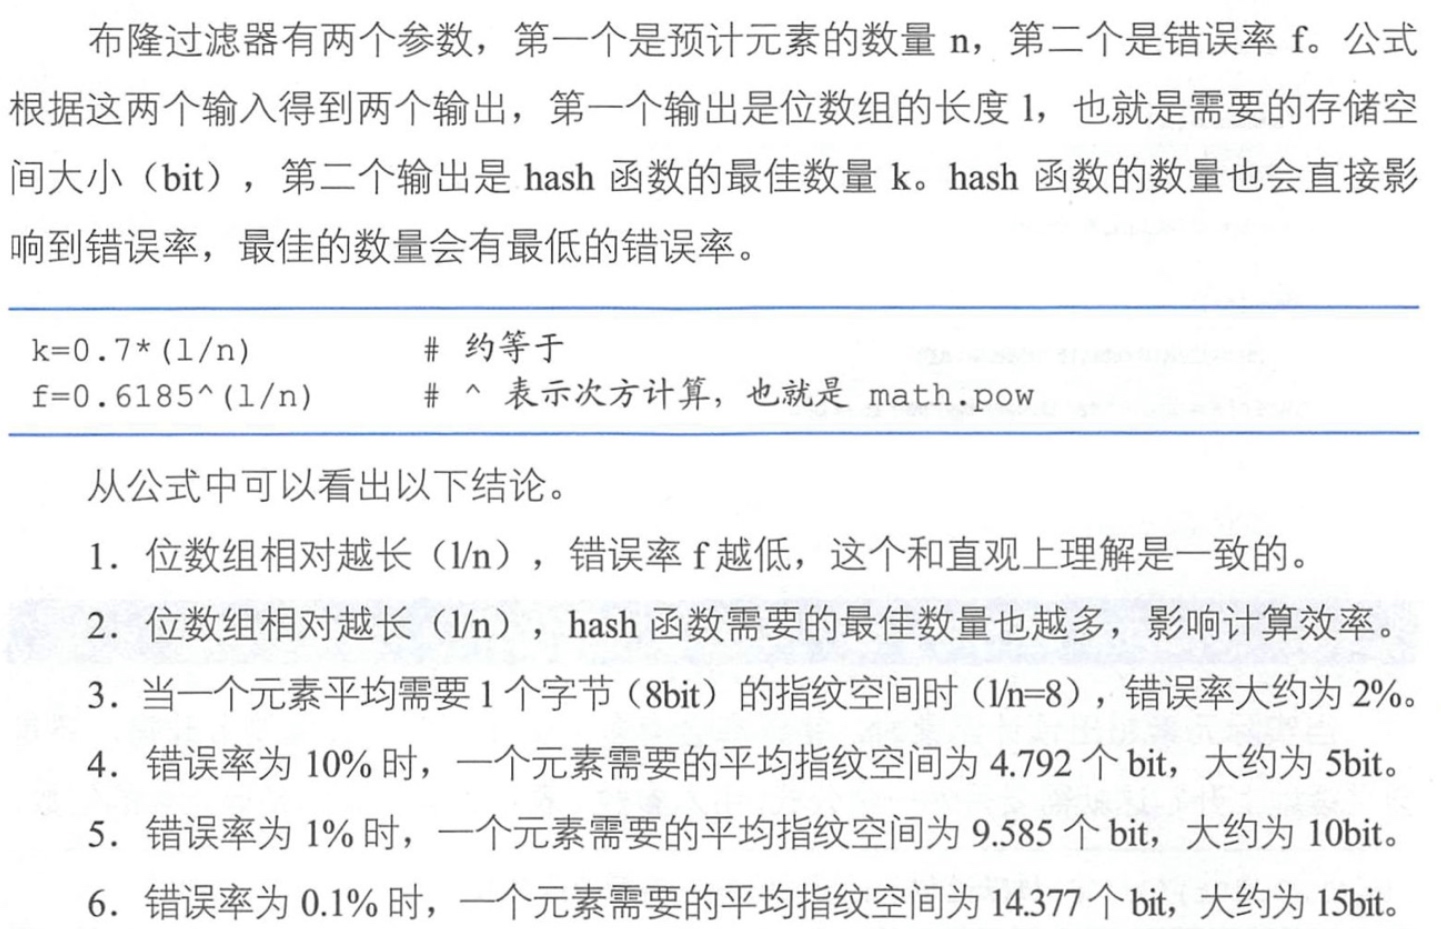 布隆过滤器有两个参数，第一个是预计元素的数量 n，第二个是错误率 f。公式
根据这两个输入得到两个输出，第一个输出是位数组的长度 l，也就是需要的存储空
间大小（bit），第二个输出是 hash 函数的最佳数量 k。hash 函数的数量也会直接影
响到错误率，最佳的数量会有最低的错误率。
k=0.7*(l/n) # 约等于
f=0.6185^(l/n) # ^ 表示次方计算，也就是 math.pow
从公式中可以看出以下结论。
1. 位数组相对越长（l/n），错误率 f 越低，这个和直观上理解是一致的。
2. 位数组相对越长（l/n），hash 函数需要的最佳数量也越多，影响计算效率。
3. 当一个元素平均需要 1 个字节（8bit）的指纹空间时（l/n=8），错误率大约为 2%。
4. 错误率为 10% 时，一个元素需要的平均指纹空间为 4.792 个 bit，大约为 5bit。
5. 错误率为 1% 时，一个元素需要的平均指纹空间为 9.585 个 bit，大约为 10bit。
6. 错误率为 0.1% 时，一个元素需要的平均指纹空间为 14.377 个 bit，大约为 15bit。